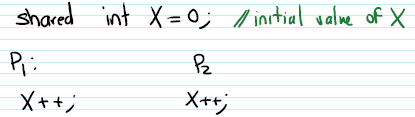 shared int X = 0; // initial value of X
P1: P2
X++; X++;